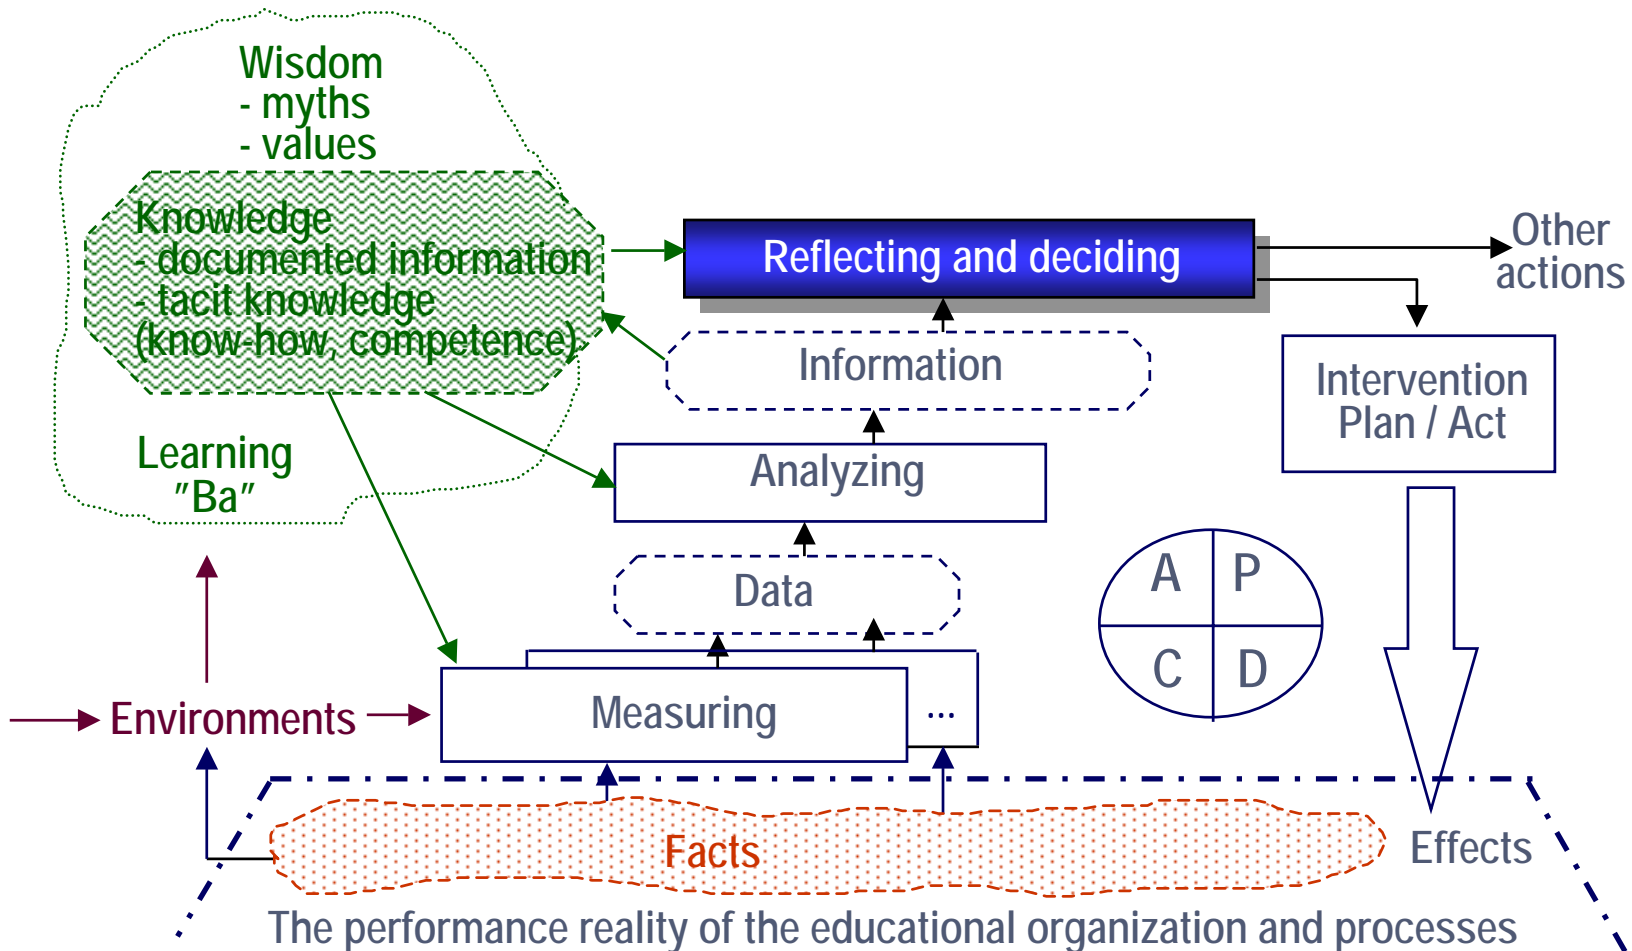 Wisdom
- myths
- values
Knowledge
- documented information
- tacit knowledge
(know-how, competence)
Learning
"Ba"
Reflecting and deciding
Other
actions
Information
Intervention
Plan / Act
Analyzing
Data
A P
C D
Environments
Measuring
...
Facts
Effects
The performance reality of the educational organization and processes